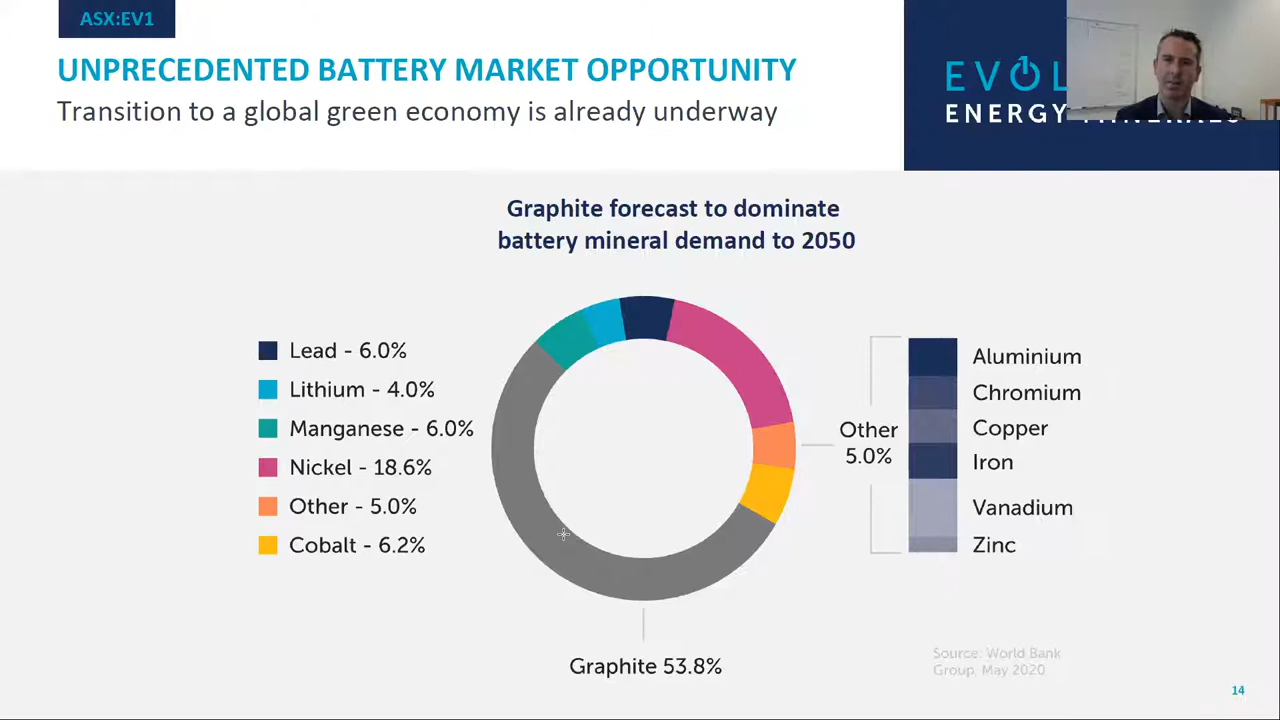 ASX:EV1
UNPRECEDENTED BATTERY MARKET OPPORTUNITY
Transition to a global green economy is already underway
EVOL
ENERGY MINERALS
Graphite forecast to dominate
battery mineral demand to 2050
Lead - 6.0%
Lithium - 4.0%
Manganese - 6.0%
Nickel - 18.6%
Other - 5.0%
Cobalt - 6.2%
Other
5.0%
Aluminium
Chromium
Copper
Iron
Vanadium
Zinc
Graphite 53.8%
Source: World Bank
Group, May 2020
14